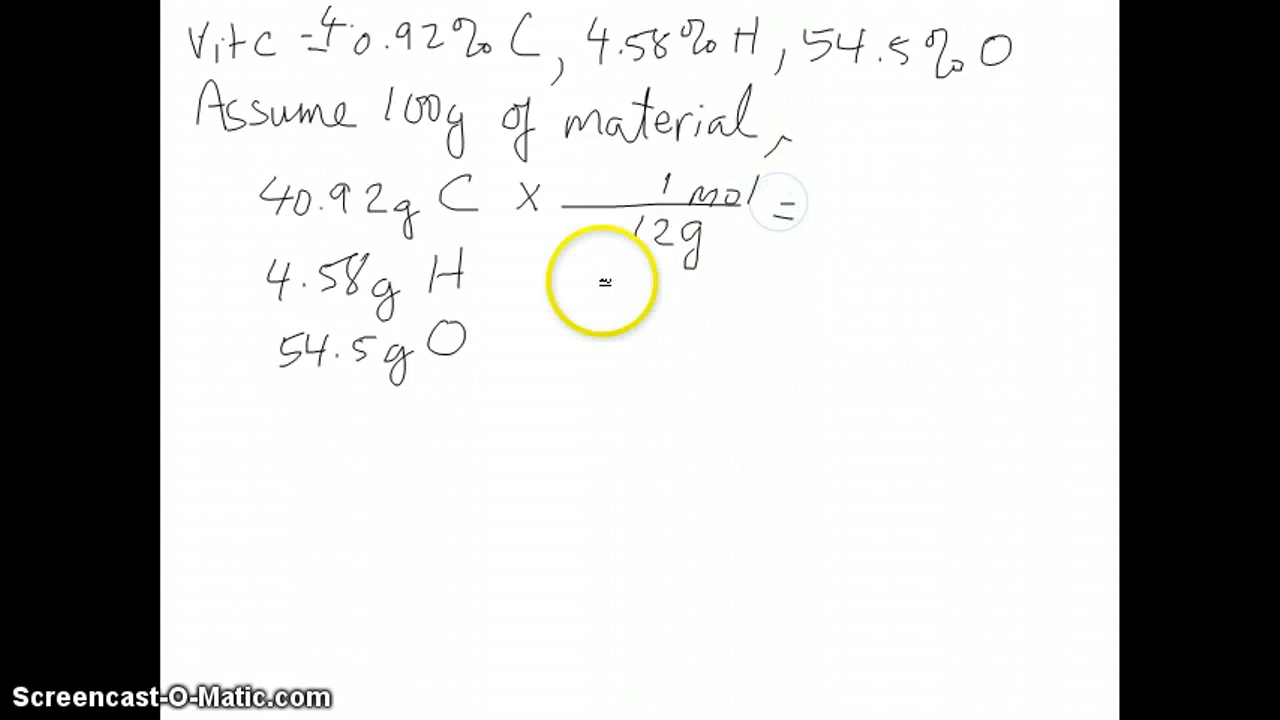 Vit C = 40.92% C, 4.58% H, 54.5% O
Assume 100g of material,
40.92g C x 1 mol / 12g =
4.58g H
54.5g O
Screencast-O-Matic.com